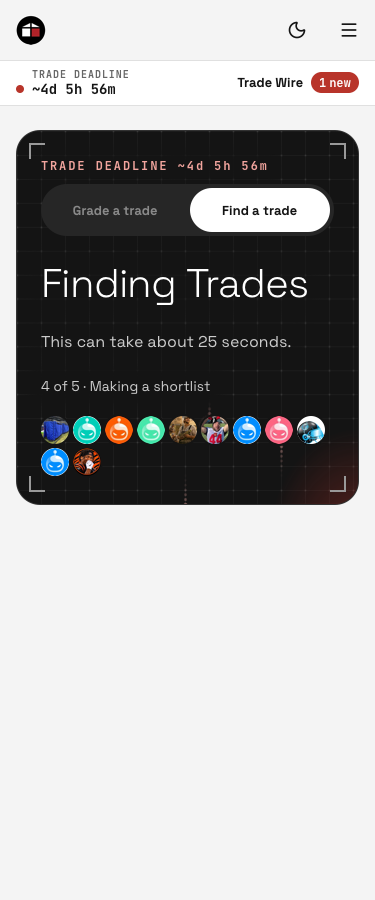 TRADE DEADLINE
~4d 5h 56m
Trade Wire
1 new
TRADE DEADLINE ~4d 5h 56m
Grade a trade
Find a trade
Finding Trades
This can take about 25 seconds.
4 of 5 · Making a shortlist